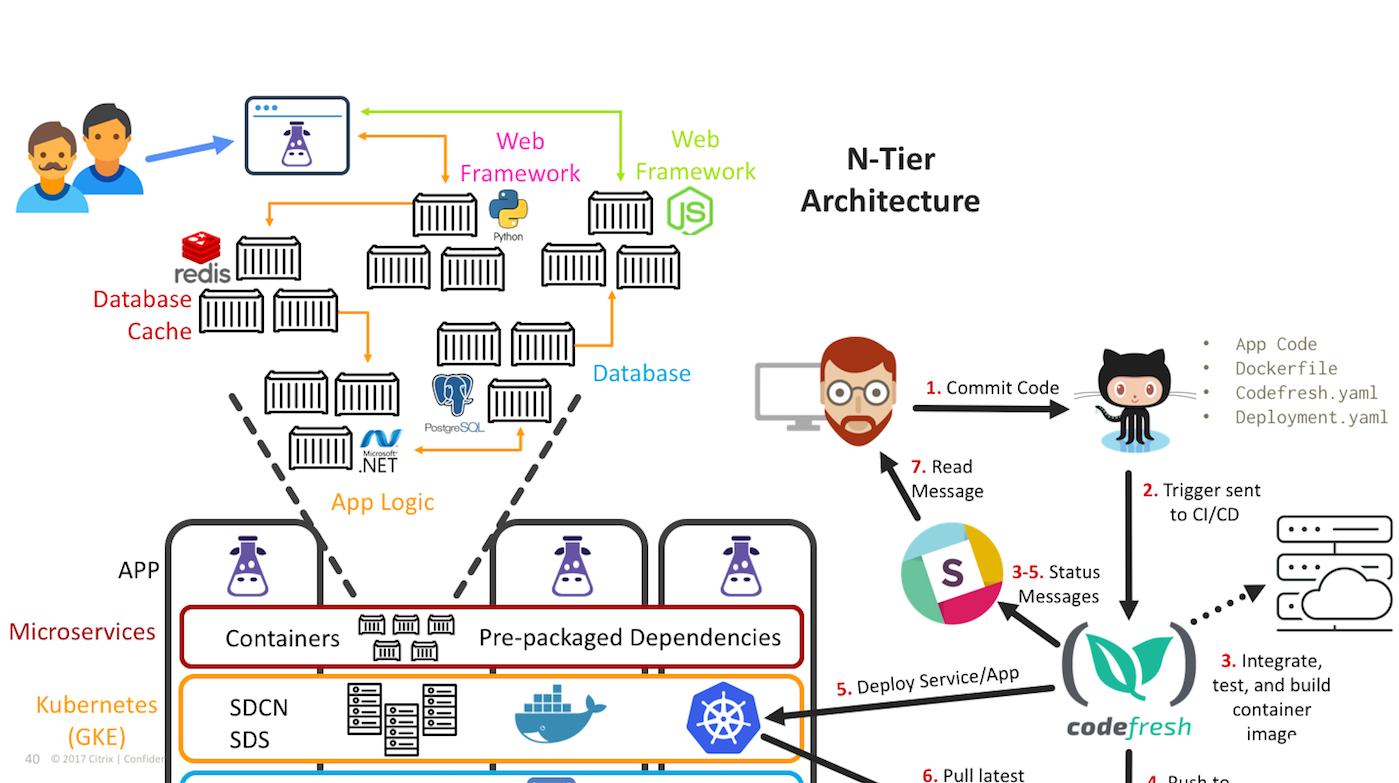 N-Tier
Architecture
Web
Framework
Python
Web
Framework
JS
redis
Database
Cache
Database
PostgreSQL
Microsoft®
.NET
App Logic
1. Commit Code
• App Code
• Dockerfile
• Codefresh.yaml
• Deployment.yaml
7. Read
Message
2. Trigger sent
to CI/CD
S
3-5. Status
Messages
APP
Microservices
Containers
Pre-packaged Dependencies
3. Integrate,
test, and build
container
image
5. Deploy Service/App
codefresh
Kubernetes
(GKE)
SDCN
SDS
40 © 2017 Citrix | Confiden
6. Pull latest
4. Push to